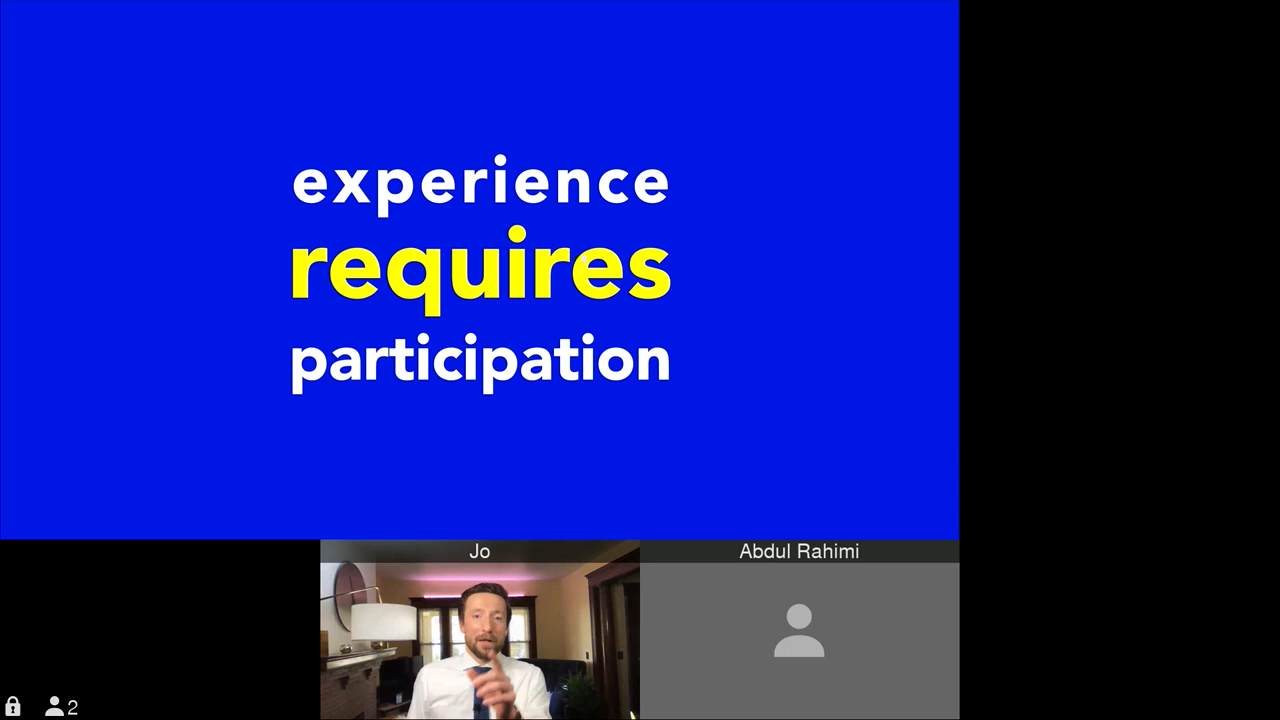 experience
requires
participation
Jo
Abdul Rahimi
2